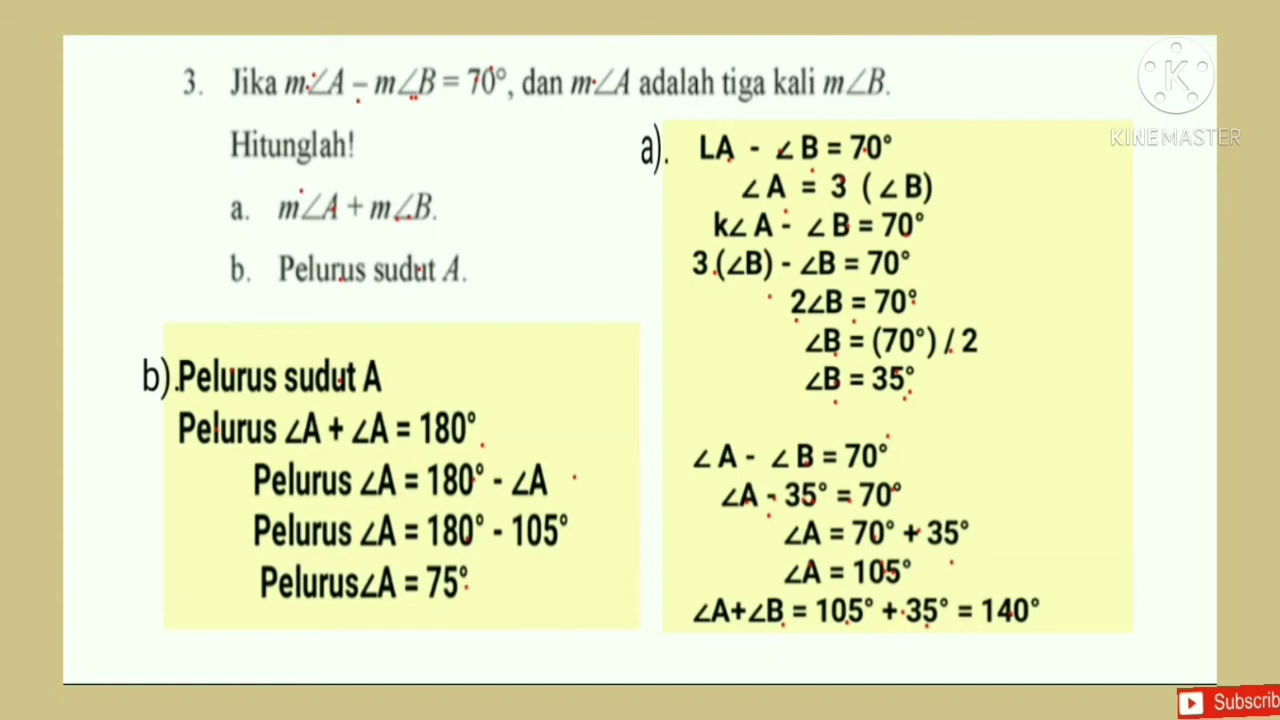 3. Jika m∠A – m∠B = 70°, dan m∠A adalah tiga kali m∠B.
Hitunglah!
a. m∠A + m∠B.
b. Pelurus sudut A.
a). LA - ∠B = 70°
∠A = 3 (∠B)
k∠A - ∠B = 70°
3 (∠B) - ∠B = 70°
2∠B = 70°
∠B = (70°) / 2
∠B = 35°
∠A - ∠B = 70°
∠A - 35° = 70°
∠A = 70° + 35°
∠A = 105°
∠A+∠B = 105° + 35° = 140°
b). Pelurus sudut A
Pelurus ∠A + ∠A = 180°
Pelurus ∠A = 180° - ∠A
Pelurus ∠A = 180° - 105°
Pelurus∠A = 75°
K
KINEMASTER
Subscrib